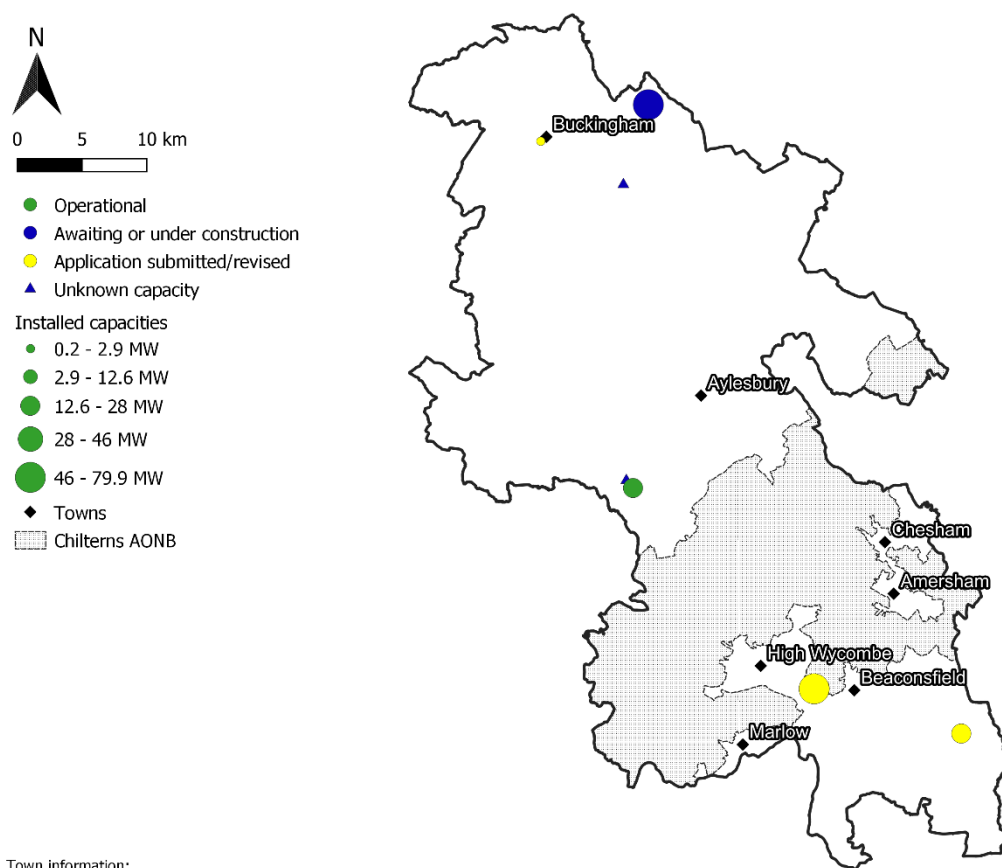 N
0 5 10 km
Operational
Awaiting or under construction
Application submitted/revised
Unknown capacity
Installed capacities
0.2 - 2.9 MW
2.9 - 12.6 MW
12.6 - 28 MW
28 - 46 MW
46 - 79.9 MW
Towns
Chilterns AONB
Buckingham
Aylesbury
Chesham
Amersham
High Wycombe
Beaconsfield
Marlow
Town information: